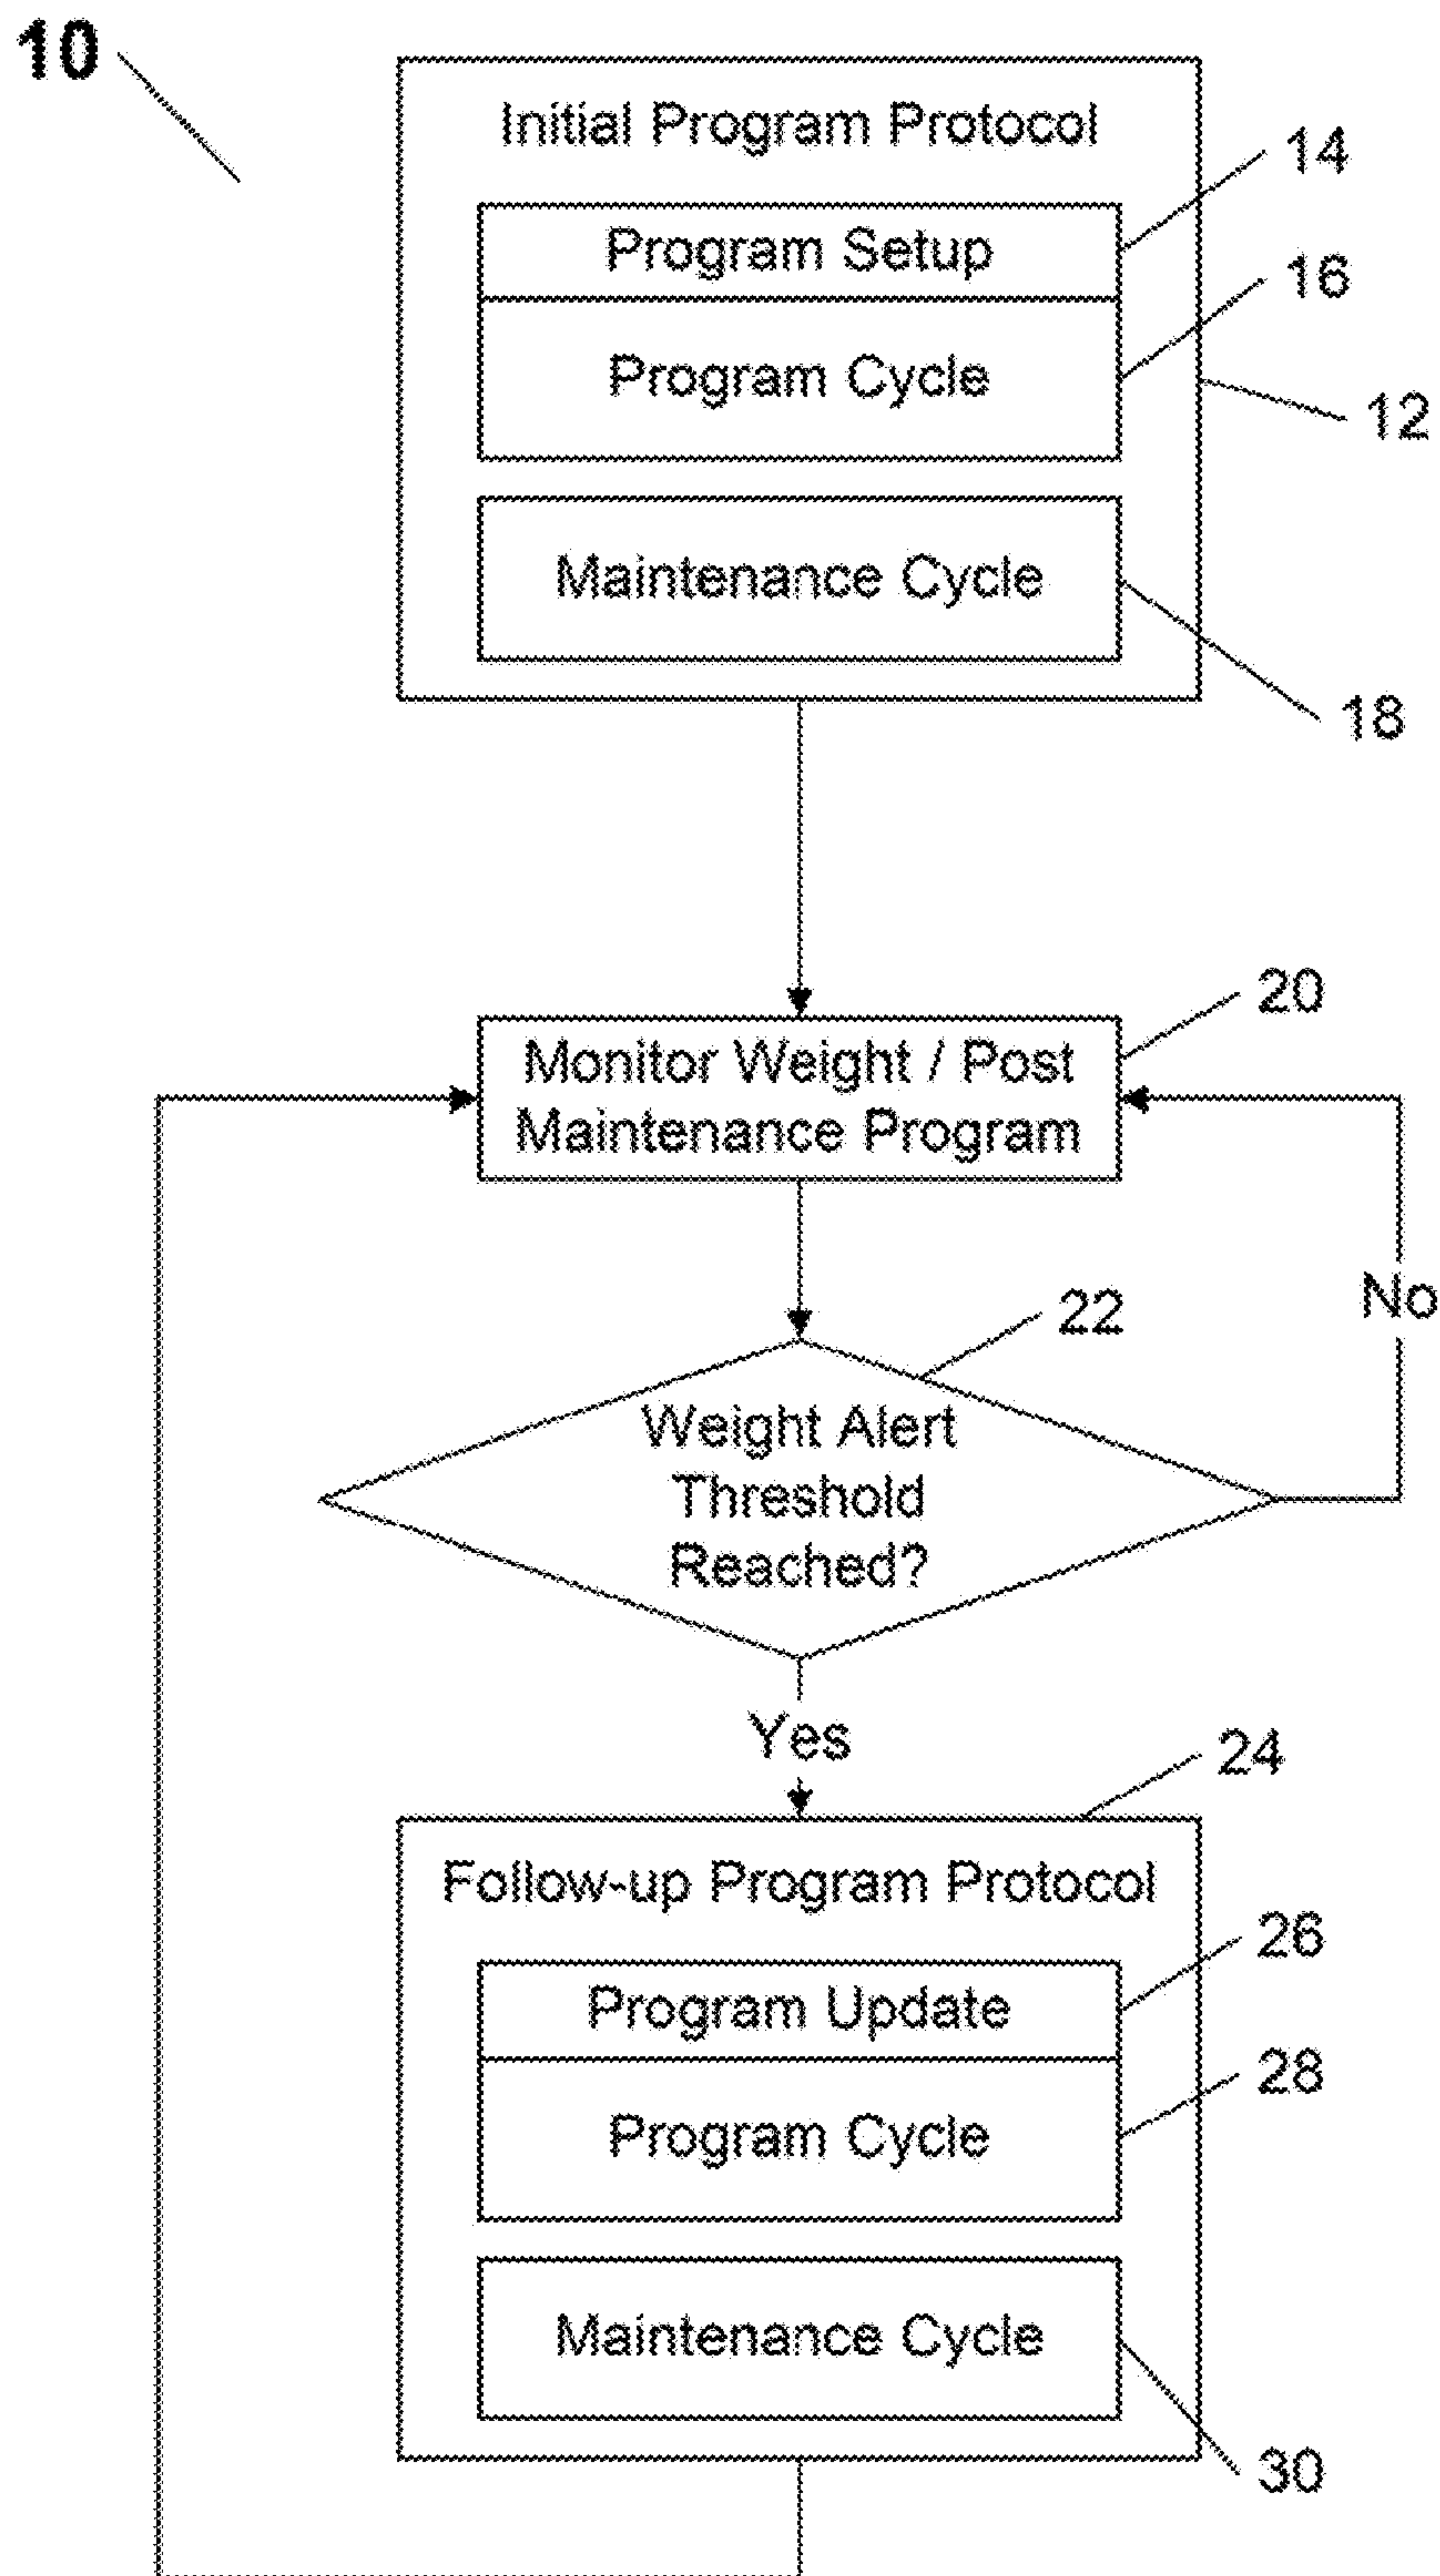 10
Initial Program Protocol
14
Program Setup
16
Program Cycle
12
Maintenance Cycle
18
20
Monitor Weight / Post
Maintenance Program
No
22
Weight Alert
Threshold
Reached?
Yes
24
Follow-up Program Protocol
26
Program Update
28
Program Cycle
Maintenance Cycle
30